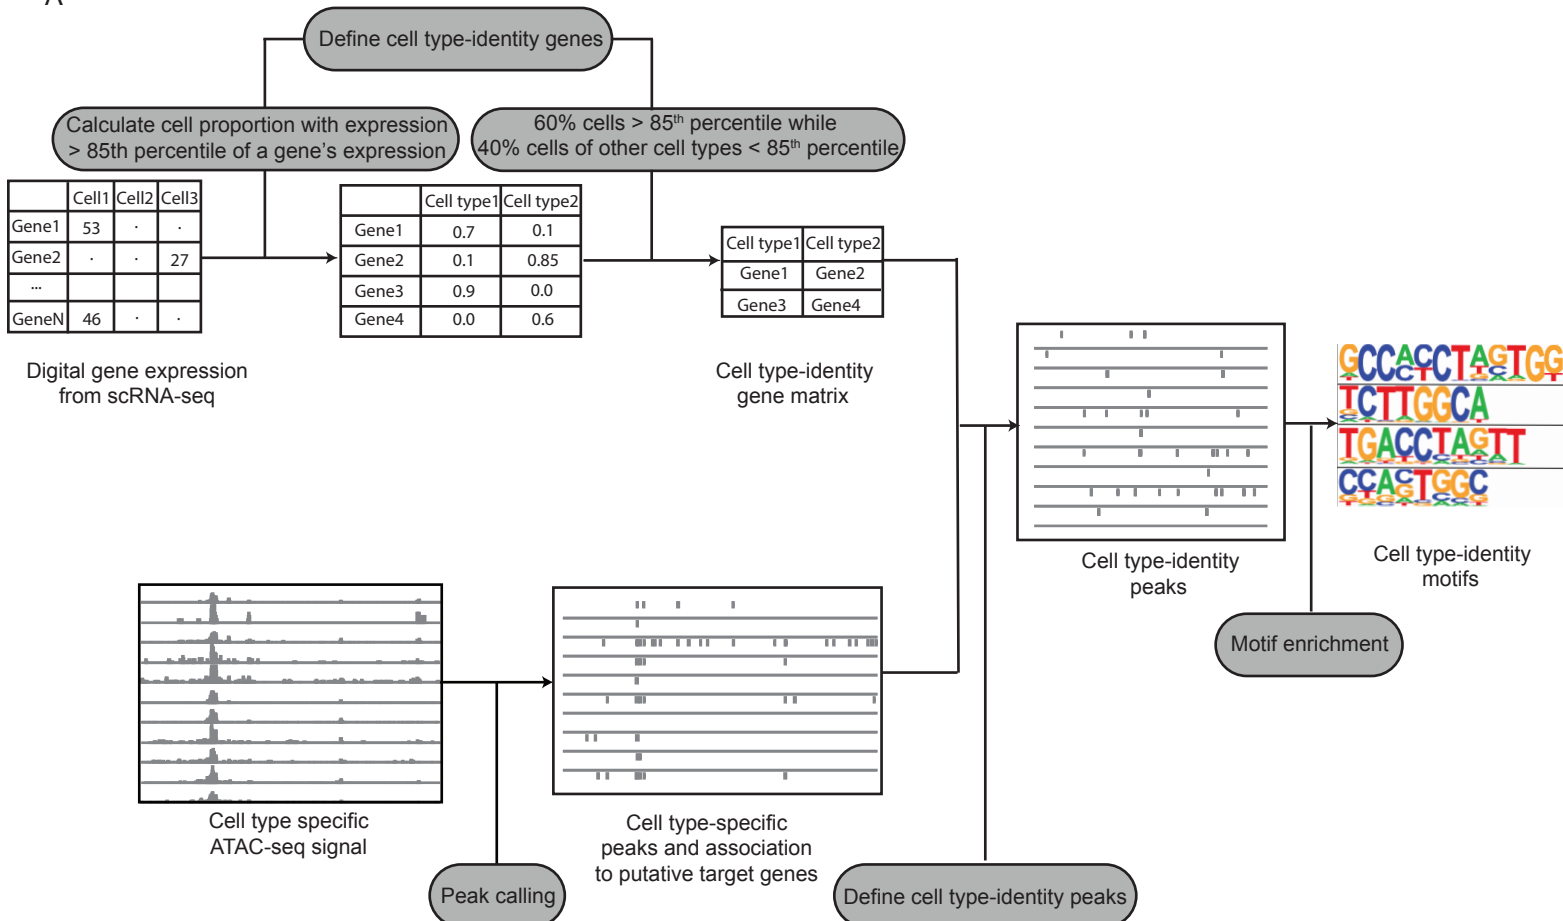 A
Define cell type-identity genes
Calculate cell proportion with expression
> 85th percentile of a gene's expression
60% cells > 85th percentile while
40% cells of other cell types < 85th percentile
Cell1 Cell2 Cell3
Gene1 53 · ·
Gene2 · · 27
...
GeneN 46 · ·
Digital gene expression
from scRNA-seq
Cell type1 Cell type2
Gene1 0.7 0.1
Gene2 0.1 0.85
Gene3 0.9 0.0
Gene4 0.0 0.6
Cell type1 Cell type2
Gene1 Gene2
Gene3 Gene4
Cell type-identity
gene matrix
Cell type-identity
peaks
GCCACCTAGTGG
TCTTGGCA
TGACCTAGTT
CCACTGGC
Cell type-identity
motifs
Motif enrichment
Cell type specific
ATAC-seq signal
Peak calling
Cell type-specific
peaks and association
to putative target genes
Define cell type-identity peaks